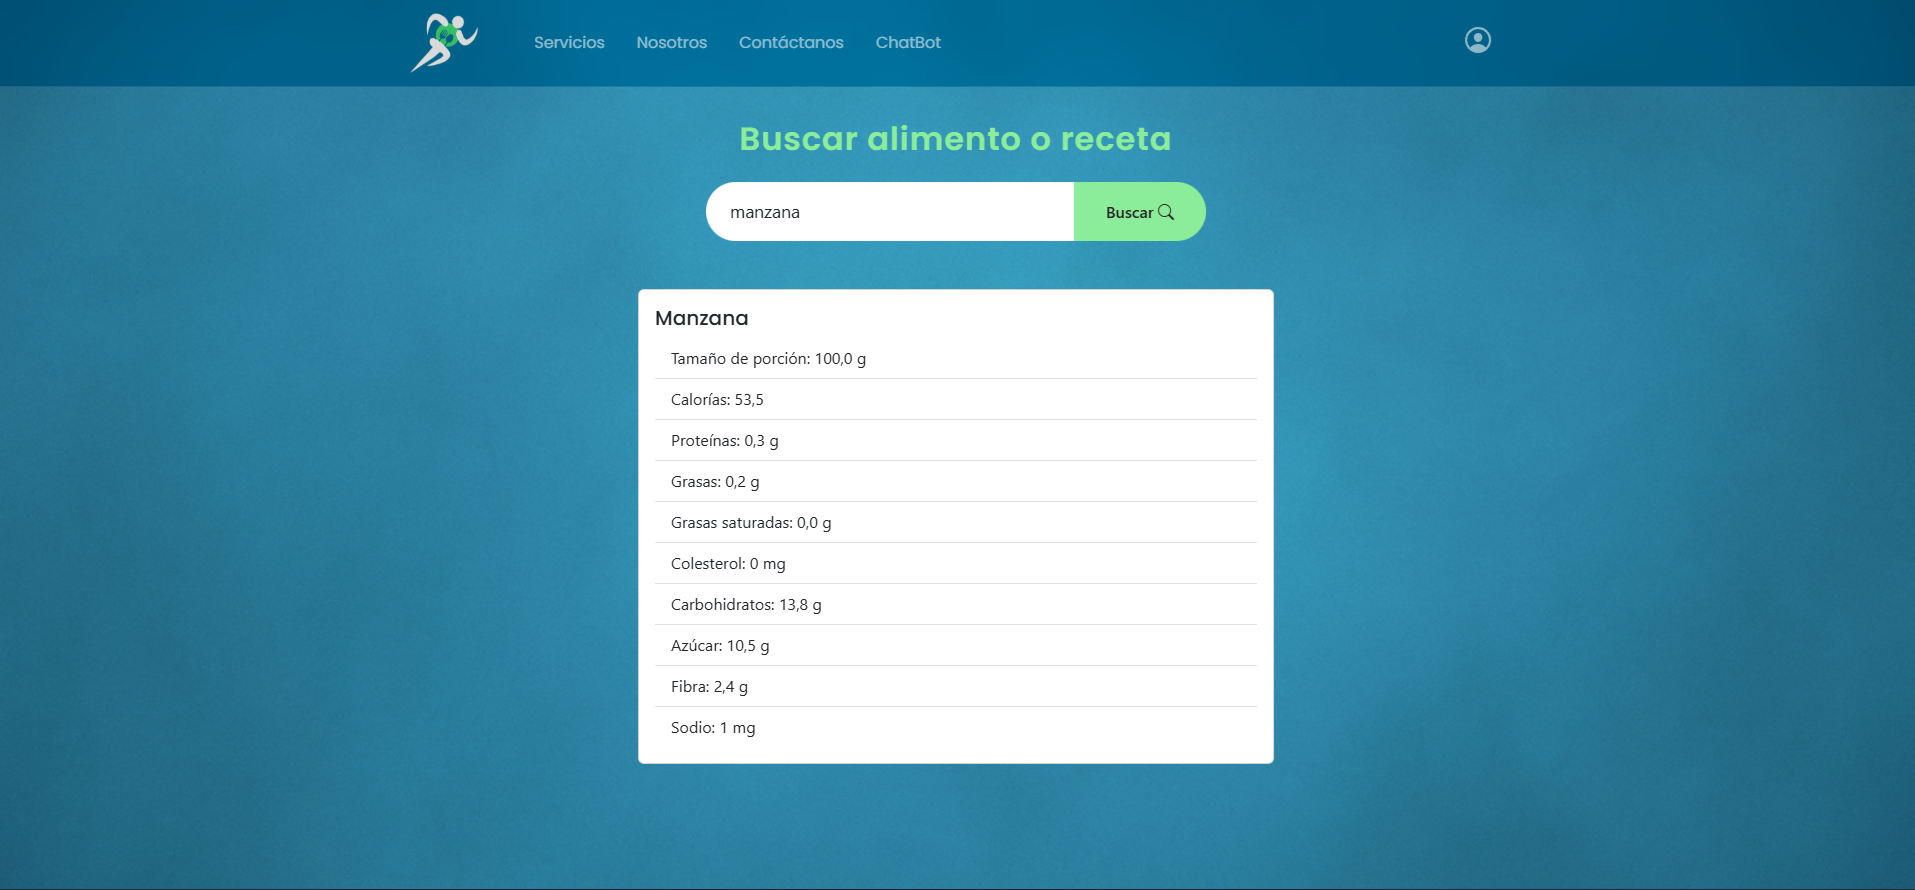 Servicios Nosotros Contáctanos ChatBot
Buscar alimento o receta
manzana Buscar
Manzana
Tamaño de porción: 100,0 g
Calorías: 53,5
Proteínas: 0,3 g
Grasas: 0,2 g
Grasas saturadas: 0,0 g
Colesterol: 0 mg
Carbohidratos: 13,8 g
Azúcar: 10,5 g
Fibra: 2,4 g
Sodio: 1 mg